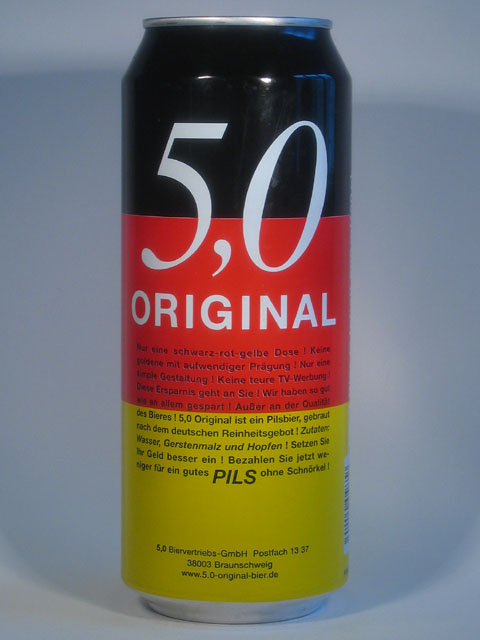 5,0
ORIGINAL
Nur eine schwarz-rot-gelbe Dose ! Keine
goldene mit aufwendiger Prägung ! Nur eine
simple Gestaltung ! Keine teure TV-Werbung !
Diese Ersparnis geht an Sie ! Wir haben so gut
wie an allem gespart ! Außer an der Qualität
des Bieres ! 5,0 Original ist ein Pilsbier, gebraut
nach dem deutschen Reinheitsgebot ! Zutaten:
Wasser, Gerstenmalz und Hopfen ! Setzen Sie
Ihr Geld besser ein ! Bezahlen Sie jetzt we-
niger für ein gutes PILS ohne Schnörkel !
5,0 Biervertriebs-GmbH Postfach 13 37
38003 Braunschweig
www.5,0-original-bier.de